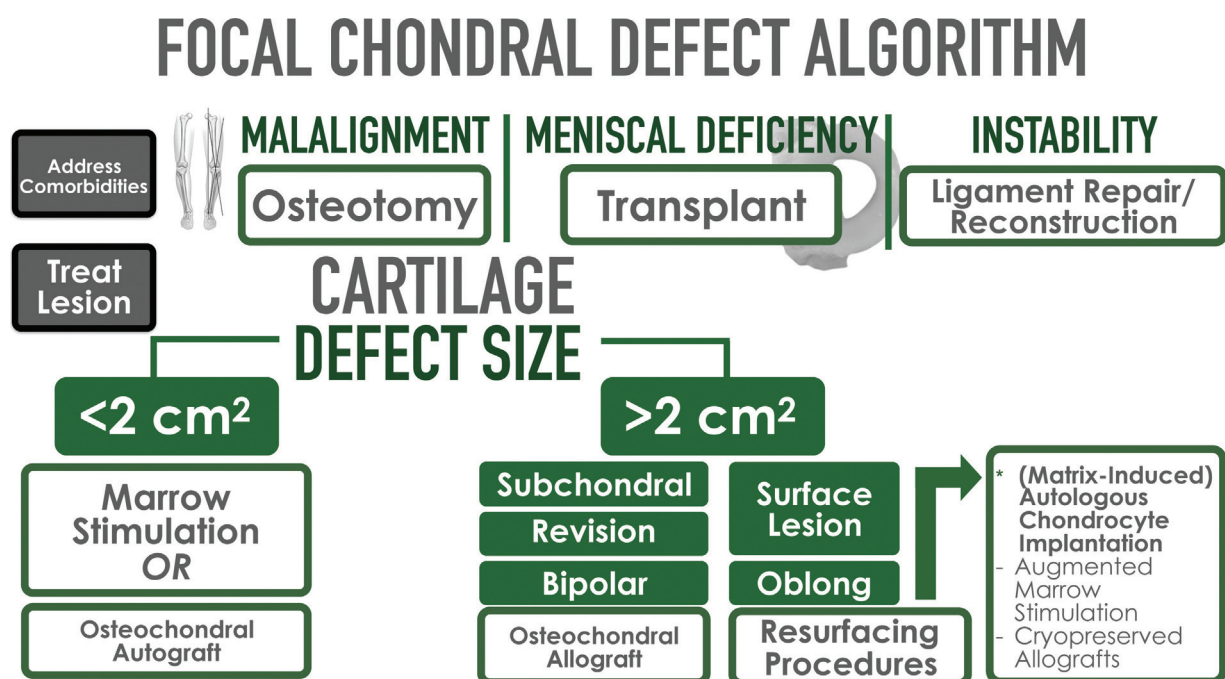 FOCAL CHONDRAL DEFECT ALGORITHM
Address
Comorbidities
MALALIGNMENT
Osteotomy
MENISCAL DEFICIENCY
Transplant
INSTABILITY
Ligament Repair/
Reconstruction
Treat
Lesion
CARTILAGE
DEFECT SIZE
<2 cm²
Marrow
Stimulation
OR
Osteochondral
Autograft
>2 cm²
Subchondral
Revision
Bipolar
Osteochondral
Allograft
Surface
Lesion
Oblong
Resurfacing
Procedures
* (Matrix-Induced)
Autologous
Chondrocyte
Implantation
- Augmented
Marrow
Stimulation
- Cryopreserved
Allografts